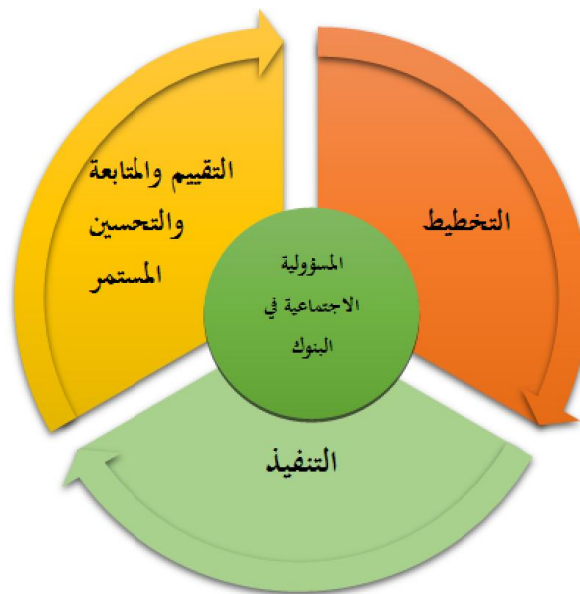 التخطيط
التنفيذ
التقييم والمتابعة
والتحسين
المستمر
المسؤولية
الاجتماعية في
البنوك